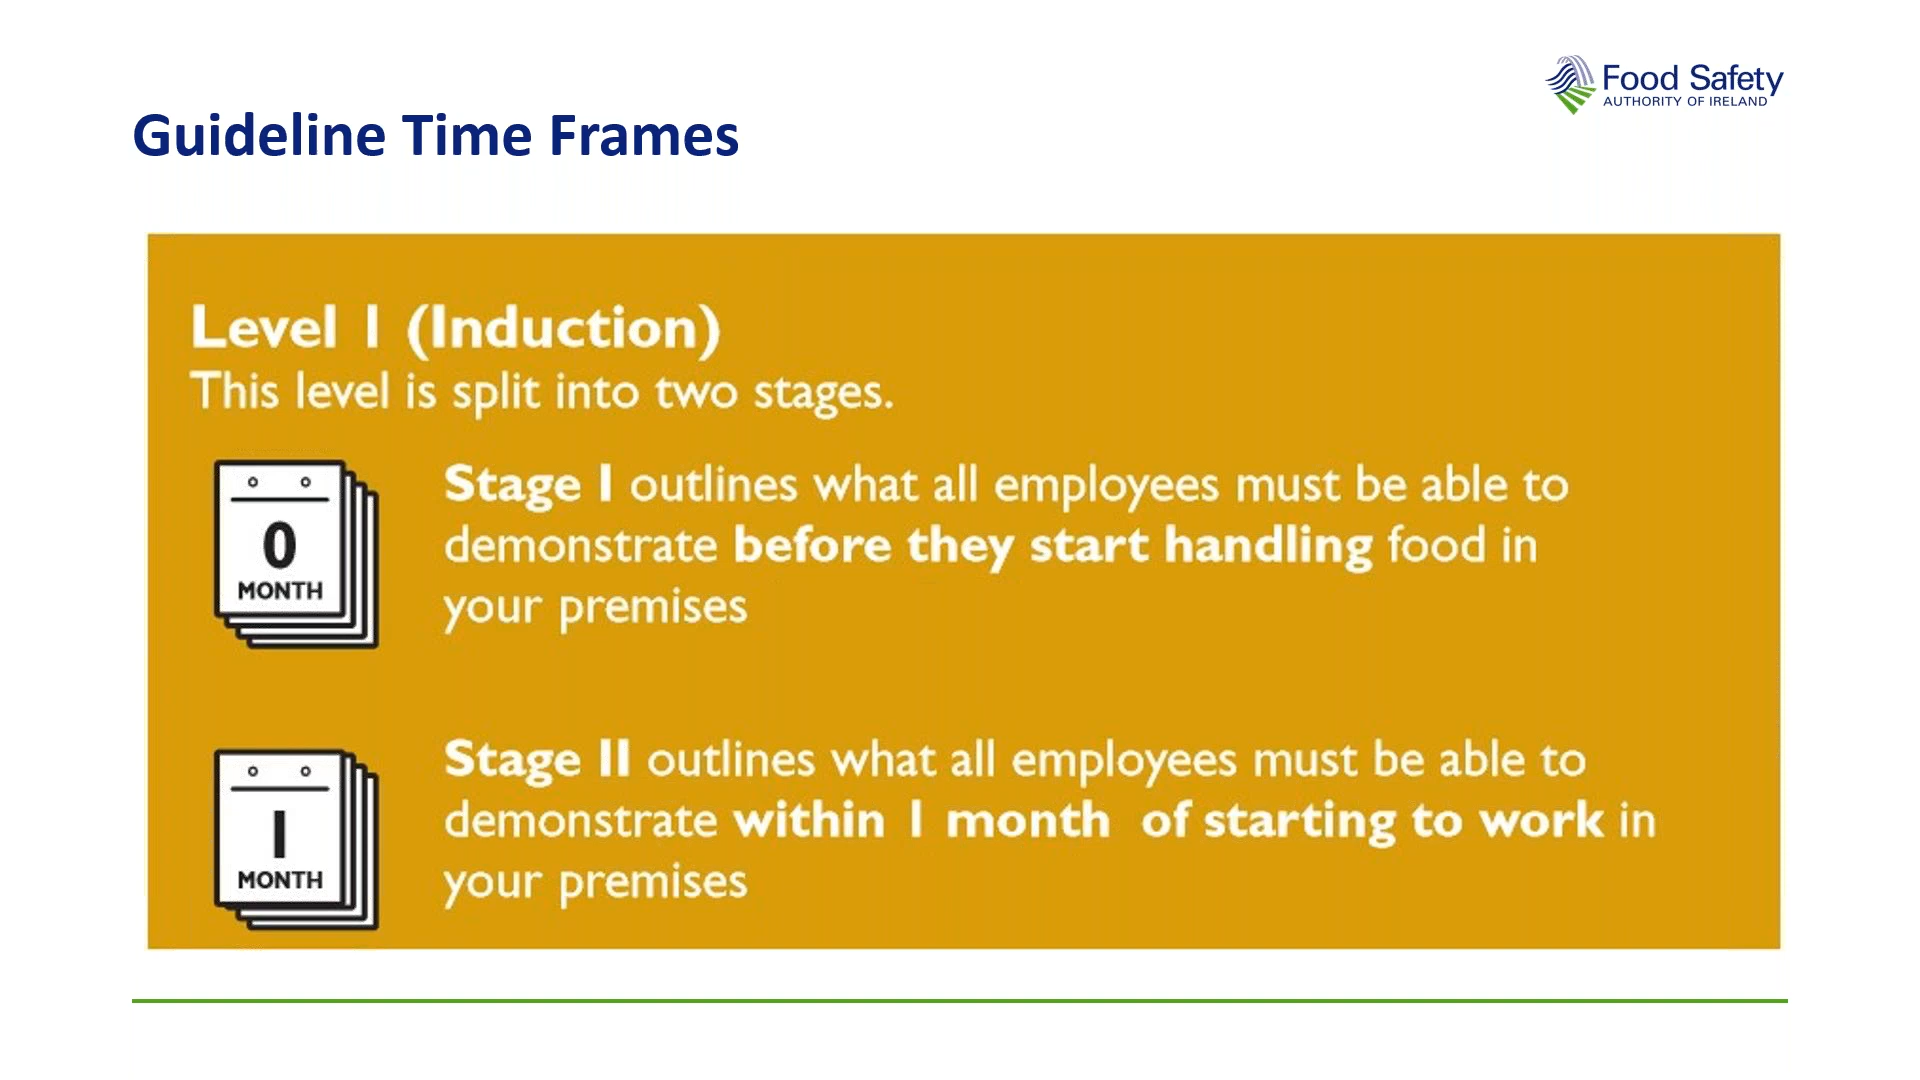 Food Safety
AUTHORITY OF IRELAND
Guideline Time Frames
Level 1 (Induction)
This level is split into two stages.
0
MONTH
Stage I outlines what all employees must be able to
demonstrate before they start handling food in
your premises
1
MONTH
Stage II outlines what all employees must be able to
demonstrate within 1 month of starting to work in
your premises